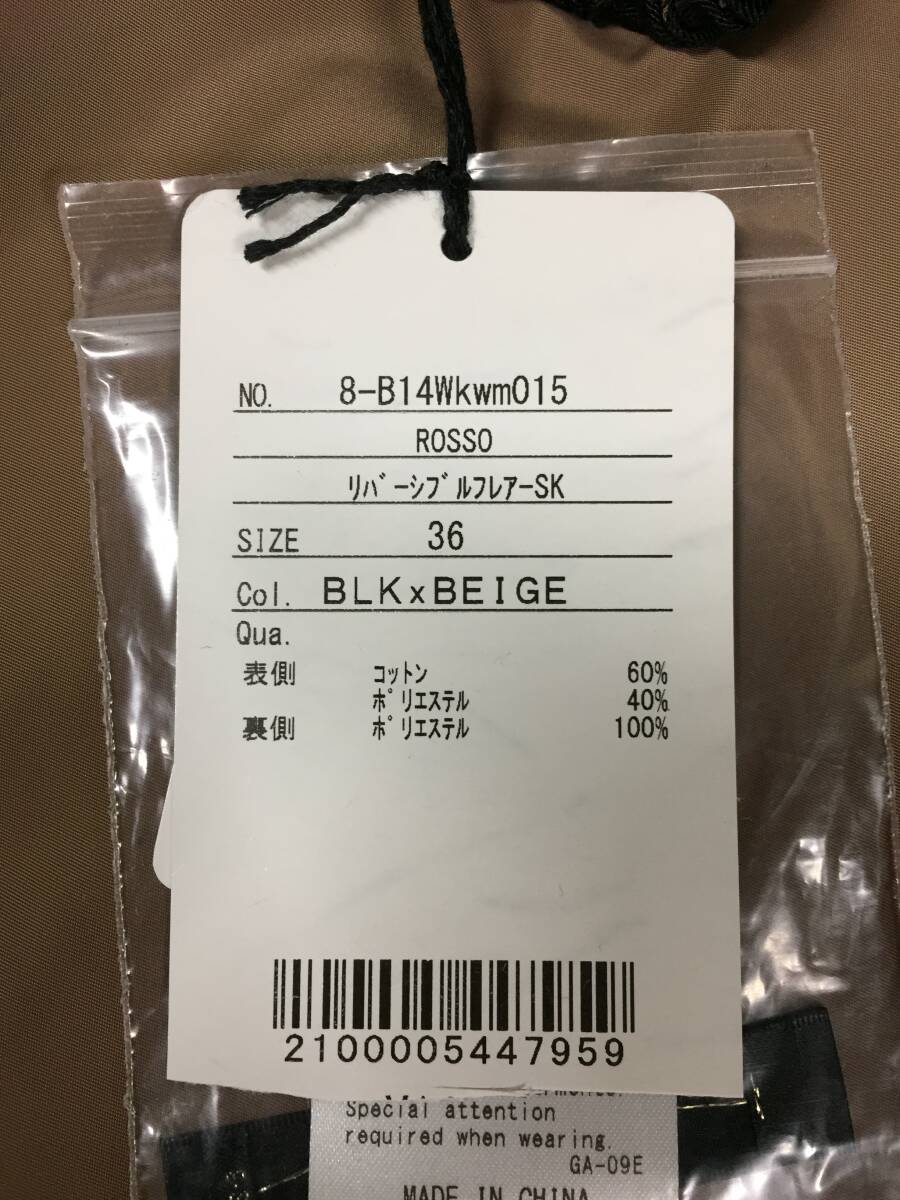 NO. 8-B14Wkwm015
ROSSO
ﾘﾊﾞｰｼﾌﾞﾙﾌﾚｱｰSK
SIZE 36
Col. BLKxBEIGE
Qua.
表側 ｺｯﾄﾝ 60%
ﾎﾟﾘｴｽﾃﾙ 40%
裏側 ﾎﾟﾘｴｽﾃﾙ 100%
2100005447959
Special attention
required when wearing.
GA-09E
MADE IN CHINA